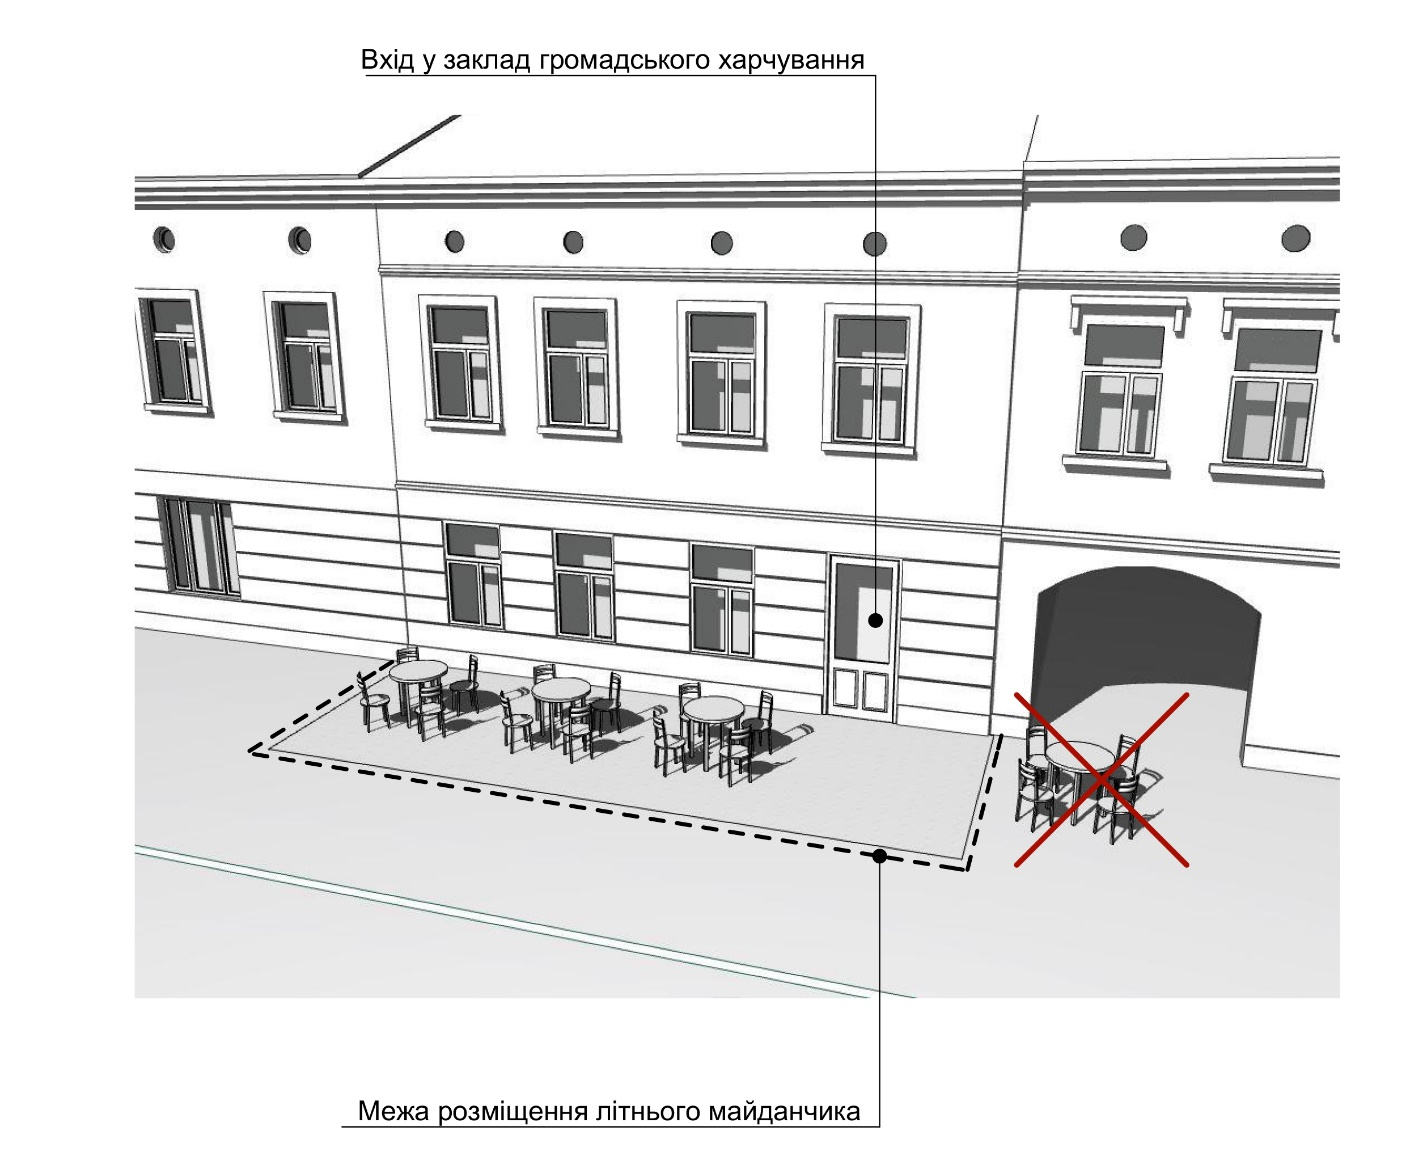 Вхід у заклад громадського харчування
Межа розміщення літнього майданчика